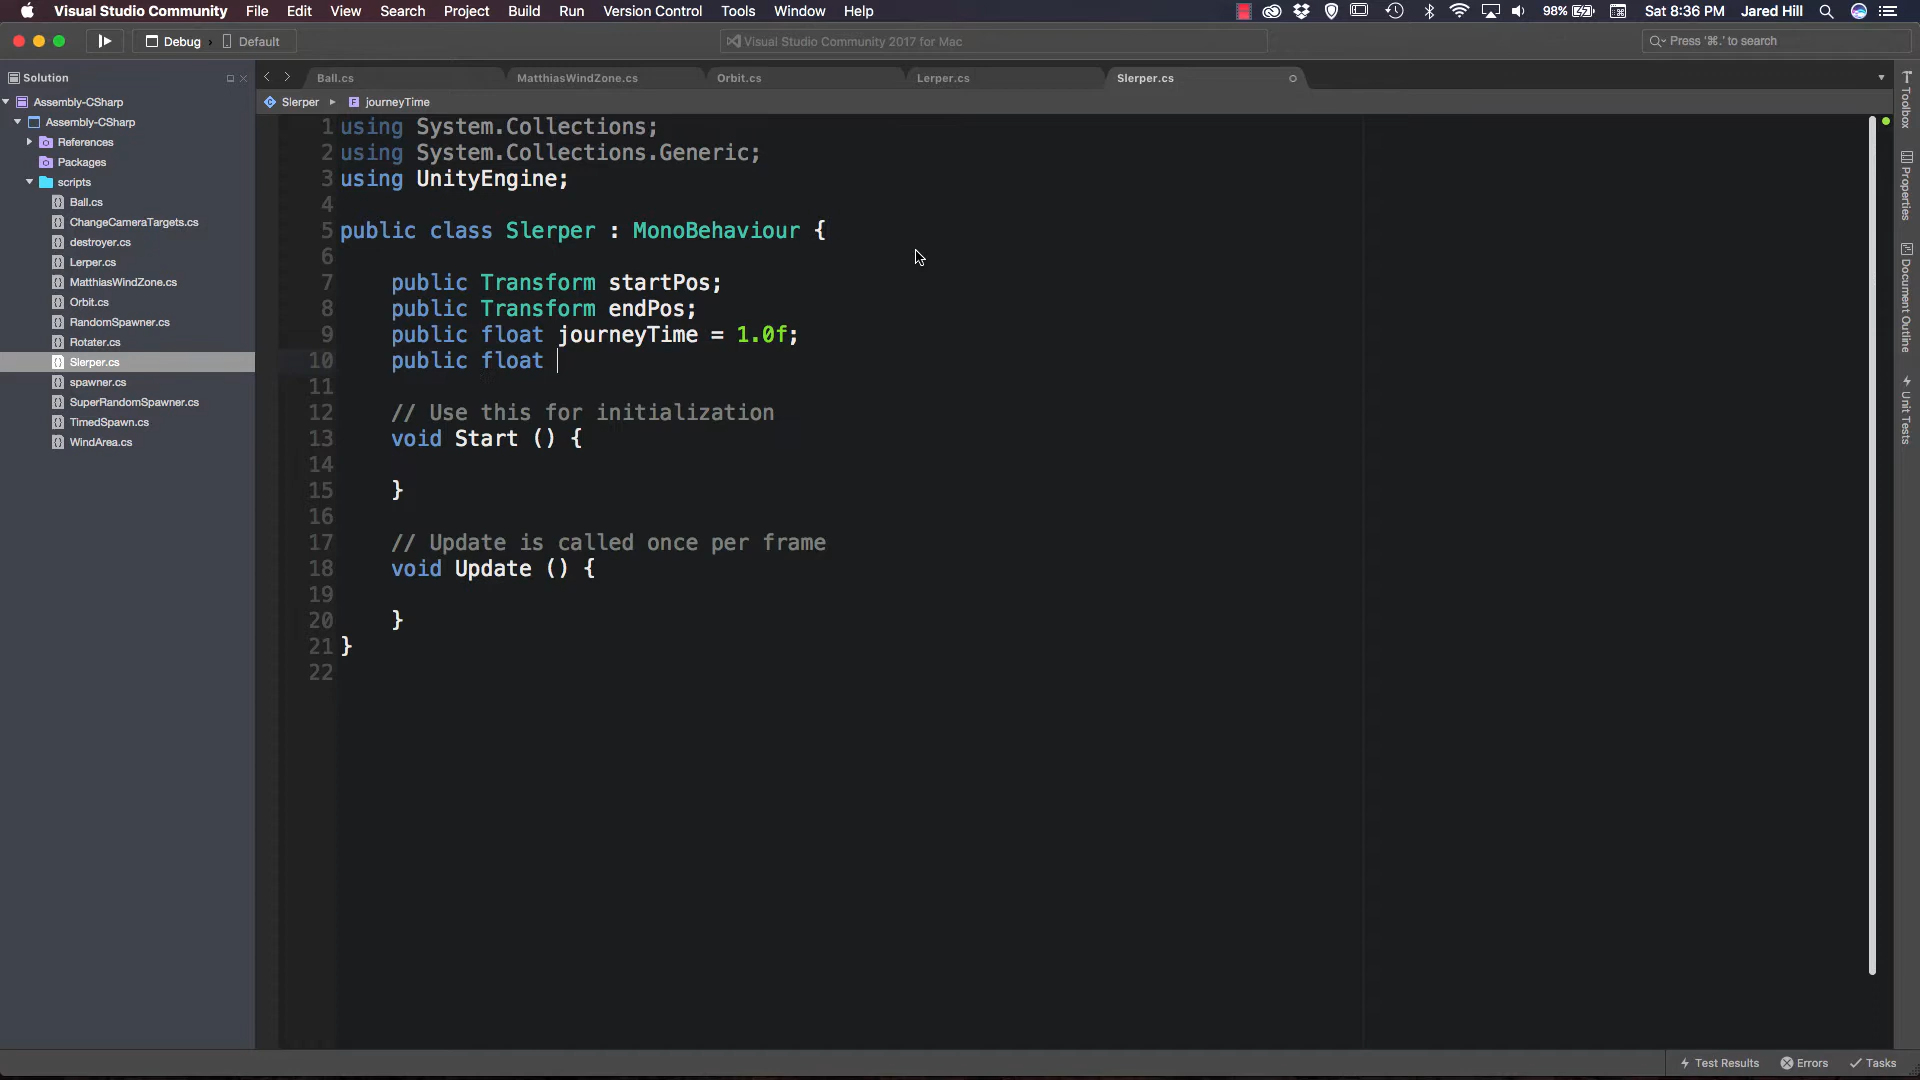 Visual Studio Community File Edit View Search Project Build Run Version Control Tools Window Help 98% Sat 8:36 PM Jared Hill
Debug Default Visual Studio Community 2017 for Mac Press '⌘.' to search
Solution Ball.cs MatthiasWindZone.cs Orbit.cs Lerper.cs Slerper.cs
Slerper journeyTime
Assembly-CSharp
Assembly-CSharp
References
Packages
scripts
Ball.cs
ChangeCameraTargets.cs
destroyer.cs
Lerper.cs
MatthiasWindZone.cs
Orbit.cs
RandomSpawner.cs
Rotater.cs
Slerper.cs
spawner.cs
SuperRandomSpawner.cs
TimedSpawn.cs
WindArea.cs
1 using System.Collections;
2 using System.Collections.Generic;
3 using UnityEngine;
4
5 public class Slerper : MonoBehaviour {
6
7 public Transform startPos;
8 public Transform endPos;
9 public float journeyTime = 1.0f;
10 public float
11
12 // Use this for initialization
13 void Start () {
14
15 }
16
17 // Update is called once per frame
18 void Update () {
19
20 }
21 }
22
Toolbox
Properties
Document Outline
Unit Tests
Test Results Errors Tasks